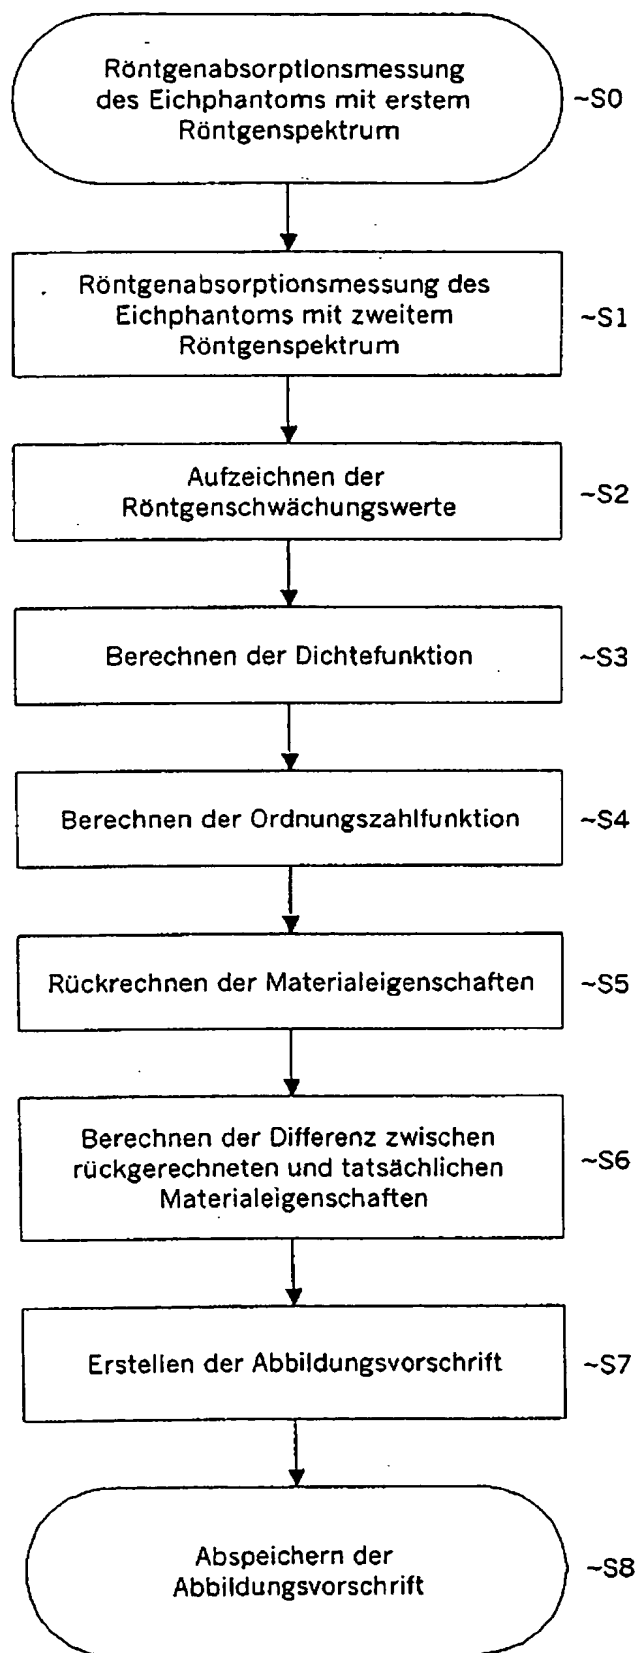 Röntgenabsorptionsmessung
des Eichphantoms mit erstem
Röntgenspektrum
~S0
Röntgenabsorptionsmessung des
Eichphantoms mit zweitem
Röntgenspektrum
~S1
Aufzeichnen der
Röntgenschwächungswerte
~S2
Berechnen der Dichtefunktion
~S3
Berechnen der Ordnungszahlfunktion
~S4
Rückrechnen der Materialeigenschaften
~S5
Berechnen der Differenz zwischen
rückgerechneten und tatsächlichen
Materialeigenschaften
~S6
Erstellen der Abbildungsvorschrift
~S7
Abspeichern der
Abbildungsvorschrift
~S8